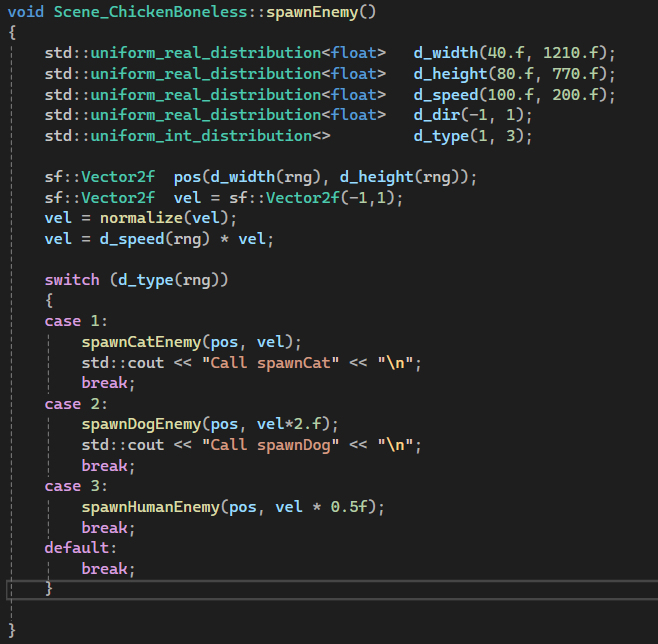 void Scene_ChickenBoneless::spawnEnemy()
{
    std::uniform_real_distribution<float>   d_width(40.f, 1210.f);
    std::uniform_real_distribution<float>   d_height(80.f, 770.f);
    std::uniform_real_distribution<float>   d_speed(100.f, 200.f);
    std::uniform_real_distribution<float>   d_dir(-1, 1);
    std::uniform_int_distribution<>         d_type(1, 3);

    sf::Vector2f  pos(d_width(rng), d_height(rng));
    sf::Vector2f  vel = sf::Vector2f(-1,1);
    vel = normalize(vel);
    vel = d_speed(rng) * vel;

    switch (d_type(rng))
    {
    case 1:
        spawnCatEnemy(pos, vel);
        std::cout << "Call spawnCat" << "\n";
        break;
    case 2:
        spawnDogEnemy(pos, vel*2.f);
        std::cout << "Call spawnDog" << "\n";
        break;
    case 3:
        spawnHumanEnemy(pos, vel * 0.5f);
        break;
    default:
        break;
    }

}